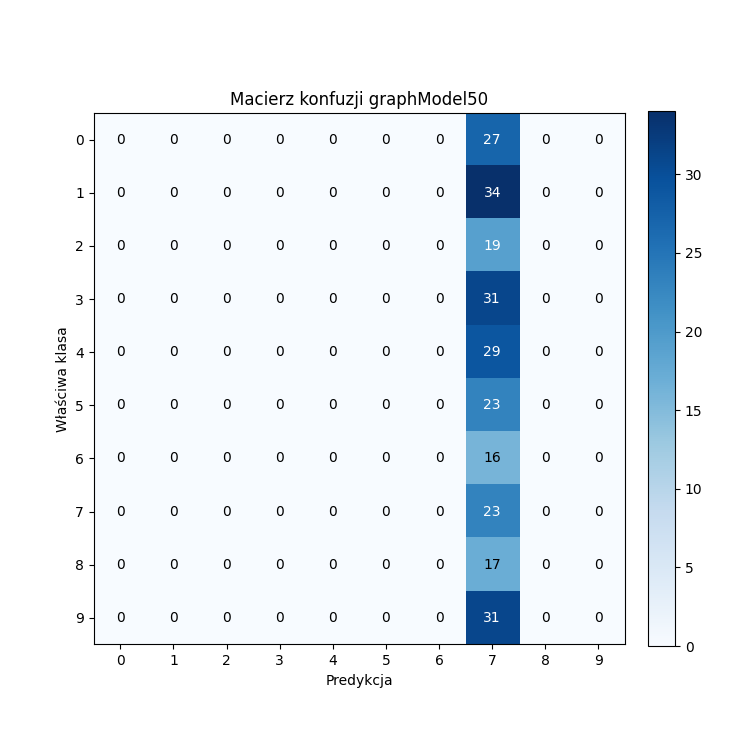 Macierz konfuzji graphModel50
0 0 0 0 0 0 0 0 27 0 0
1 0 0 0 0 0 0 0 34 0 0
2 0 0 0 0 0 0 0 19 0 0
3 0 0 0 0 0 0 0 31 0 0
4 0 0 0 0 0 0 0 29 0 0
5 0 0 0 0 0 0 0 23 0 0
6 0 0 0 0 0 0 0 16 0 0
7 0 0 0 0 0 0 0 23 0 0
8 0 0 0 0 0 0 0 17 0 0
9 0 0 0 0 0 0 0 31 0 0
0 1 2 3 4 5 6 7 8 9
Predykcja
Właściwa klasa
30
25
20
15
10
5
0